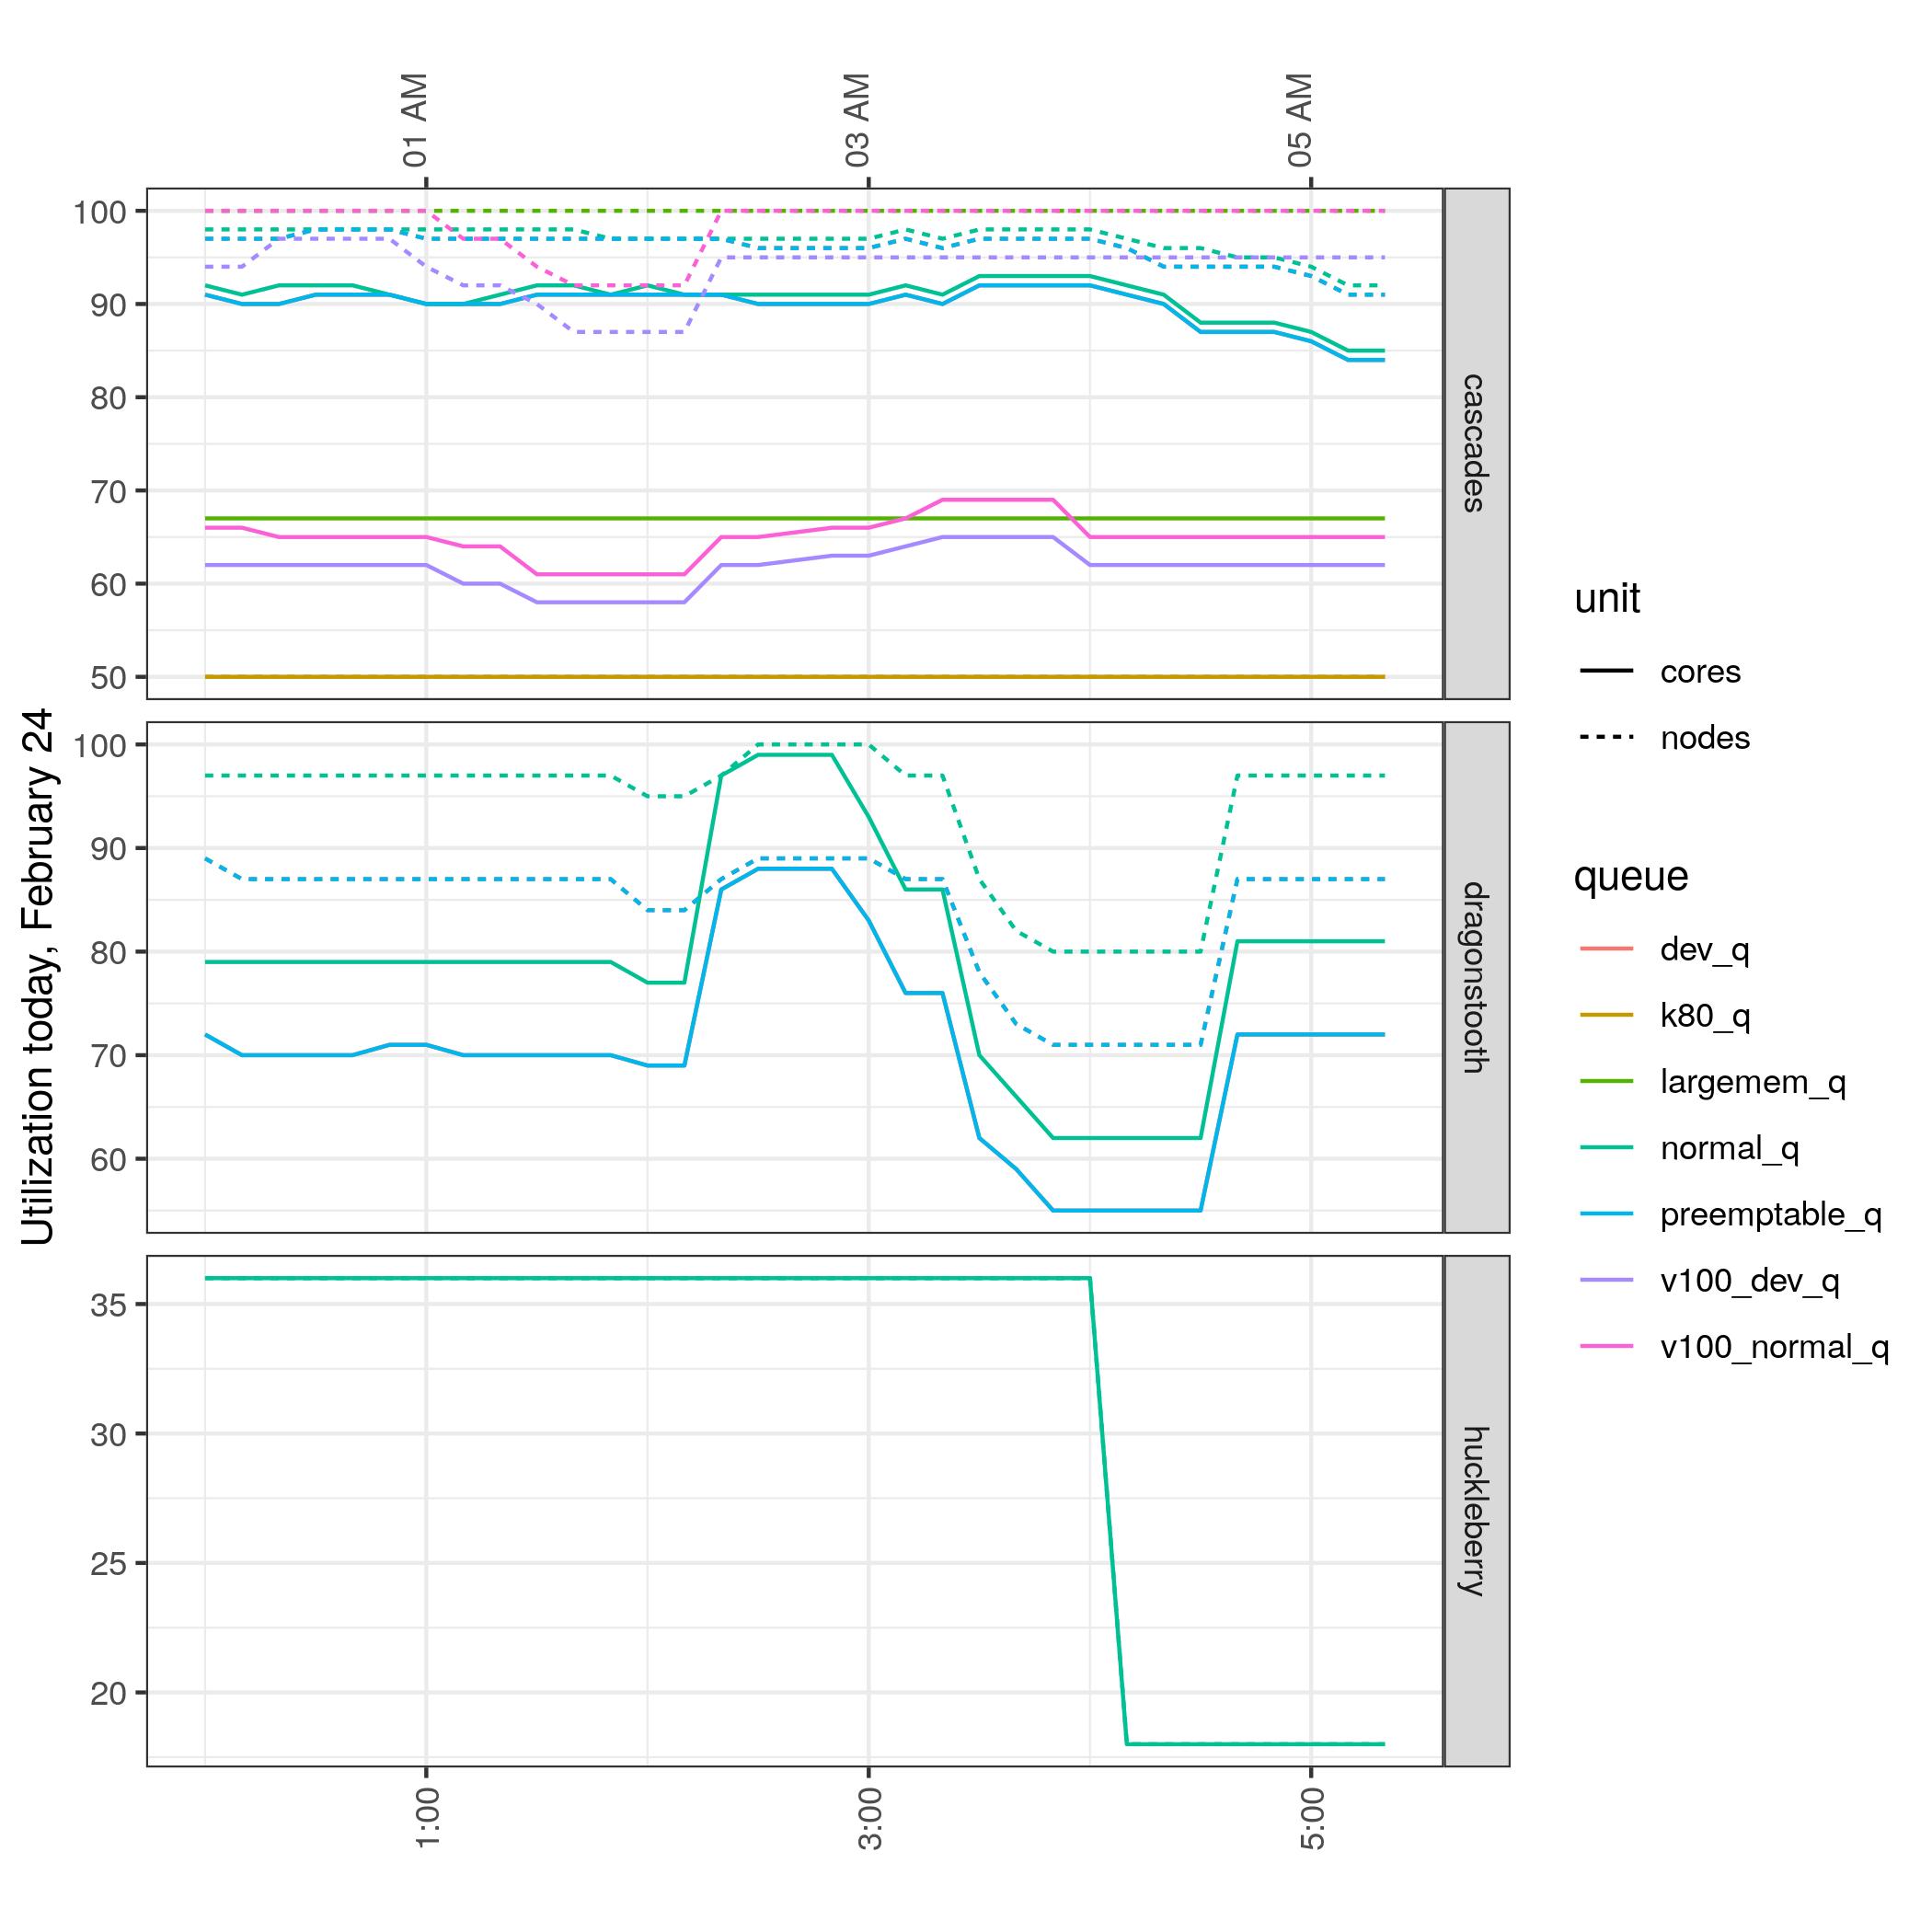 01 AM
03 AM
05 AM
Utilization today, February 24
100
90
80
70
60
50
cascades
100
90
80
70
60
dragonstooth
35
30
25
20
huckleberry
1:00
3:00
5:00
unit
cores
nodes
queue
dev_q
k80_q
largemem_q
normal_q
preemptable_q
v100_dev_q
v100_normal_q